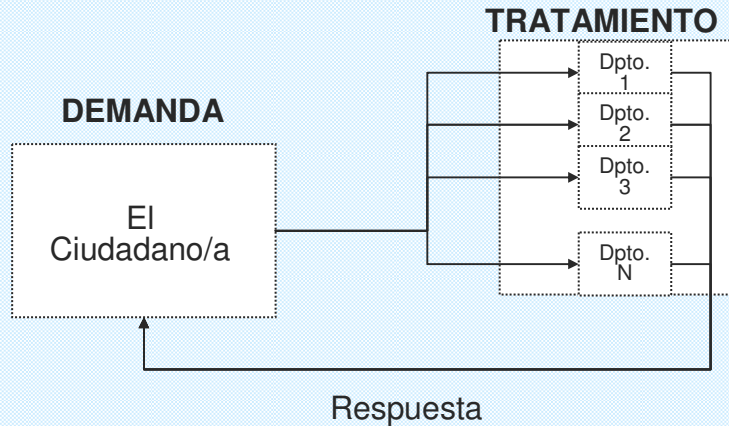 TRATAMIENTO
DEMANDA
El
Ciudadano/a
Dpto.
1
Dpto.
2
Dpto.
3
Dpto.
N
Respuesta